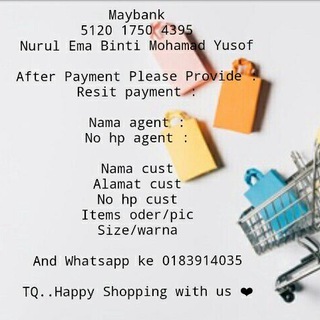 Maybank
5120 1750 4395
Nurul Ema Binti Mohamad Yusof
After Payment Please Provide :
Resit payment :
Nama agent :
No hp agent :
Nama cust
Alamat cust
No hp cust
Items oder/pic
Size/warna
And Whatsapp ke 0183914035
TQ..Happy Shopping with us ❤